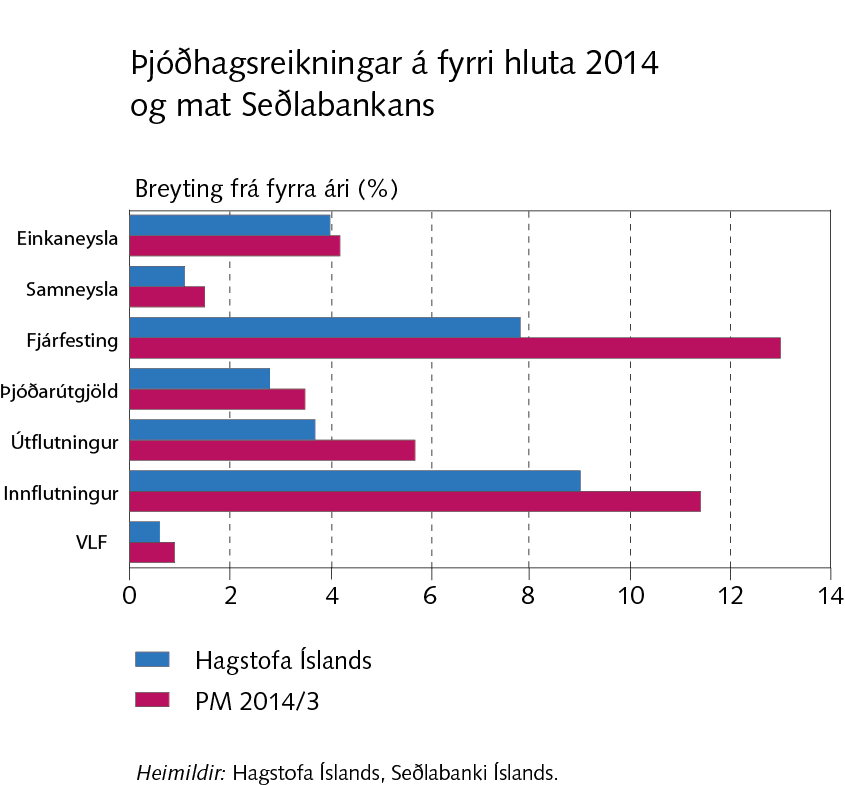 Þjóðhagsreikningar á fyrri hluta 2014
og mat Seðlabankans
Breyting frá fyrra ári (%)
Einkaneysla
Samneysla
Fjárfesting
Þjóðarútgjöld
Útflutningur
Innflutningur
VLF
0 2 4 6 8 10 12 14
Hagstofa Íslands
PM 2014/3
Heimildir: Hagstofa Íslands, Seðlabanki Íslands.